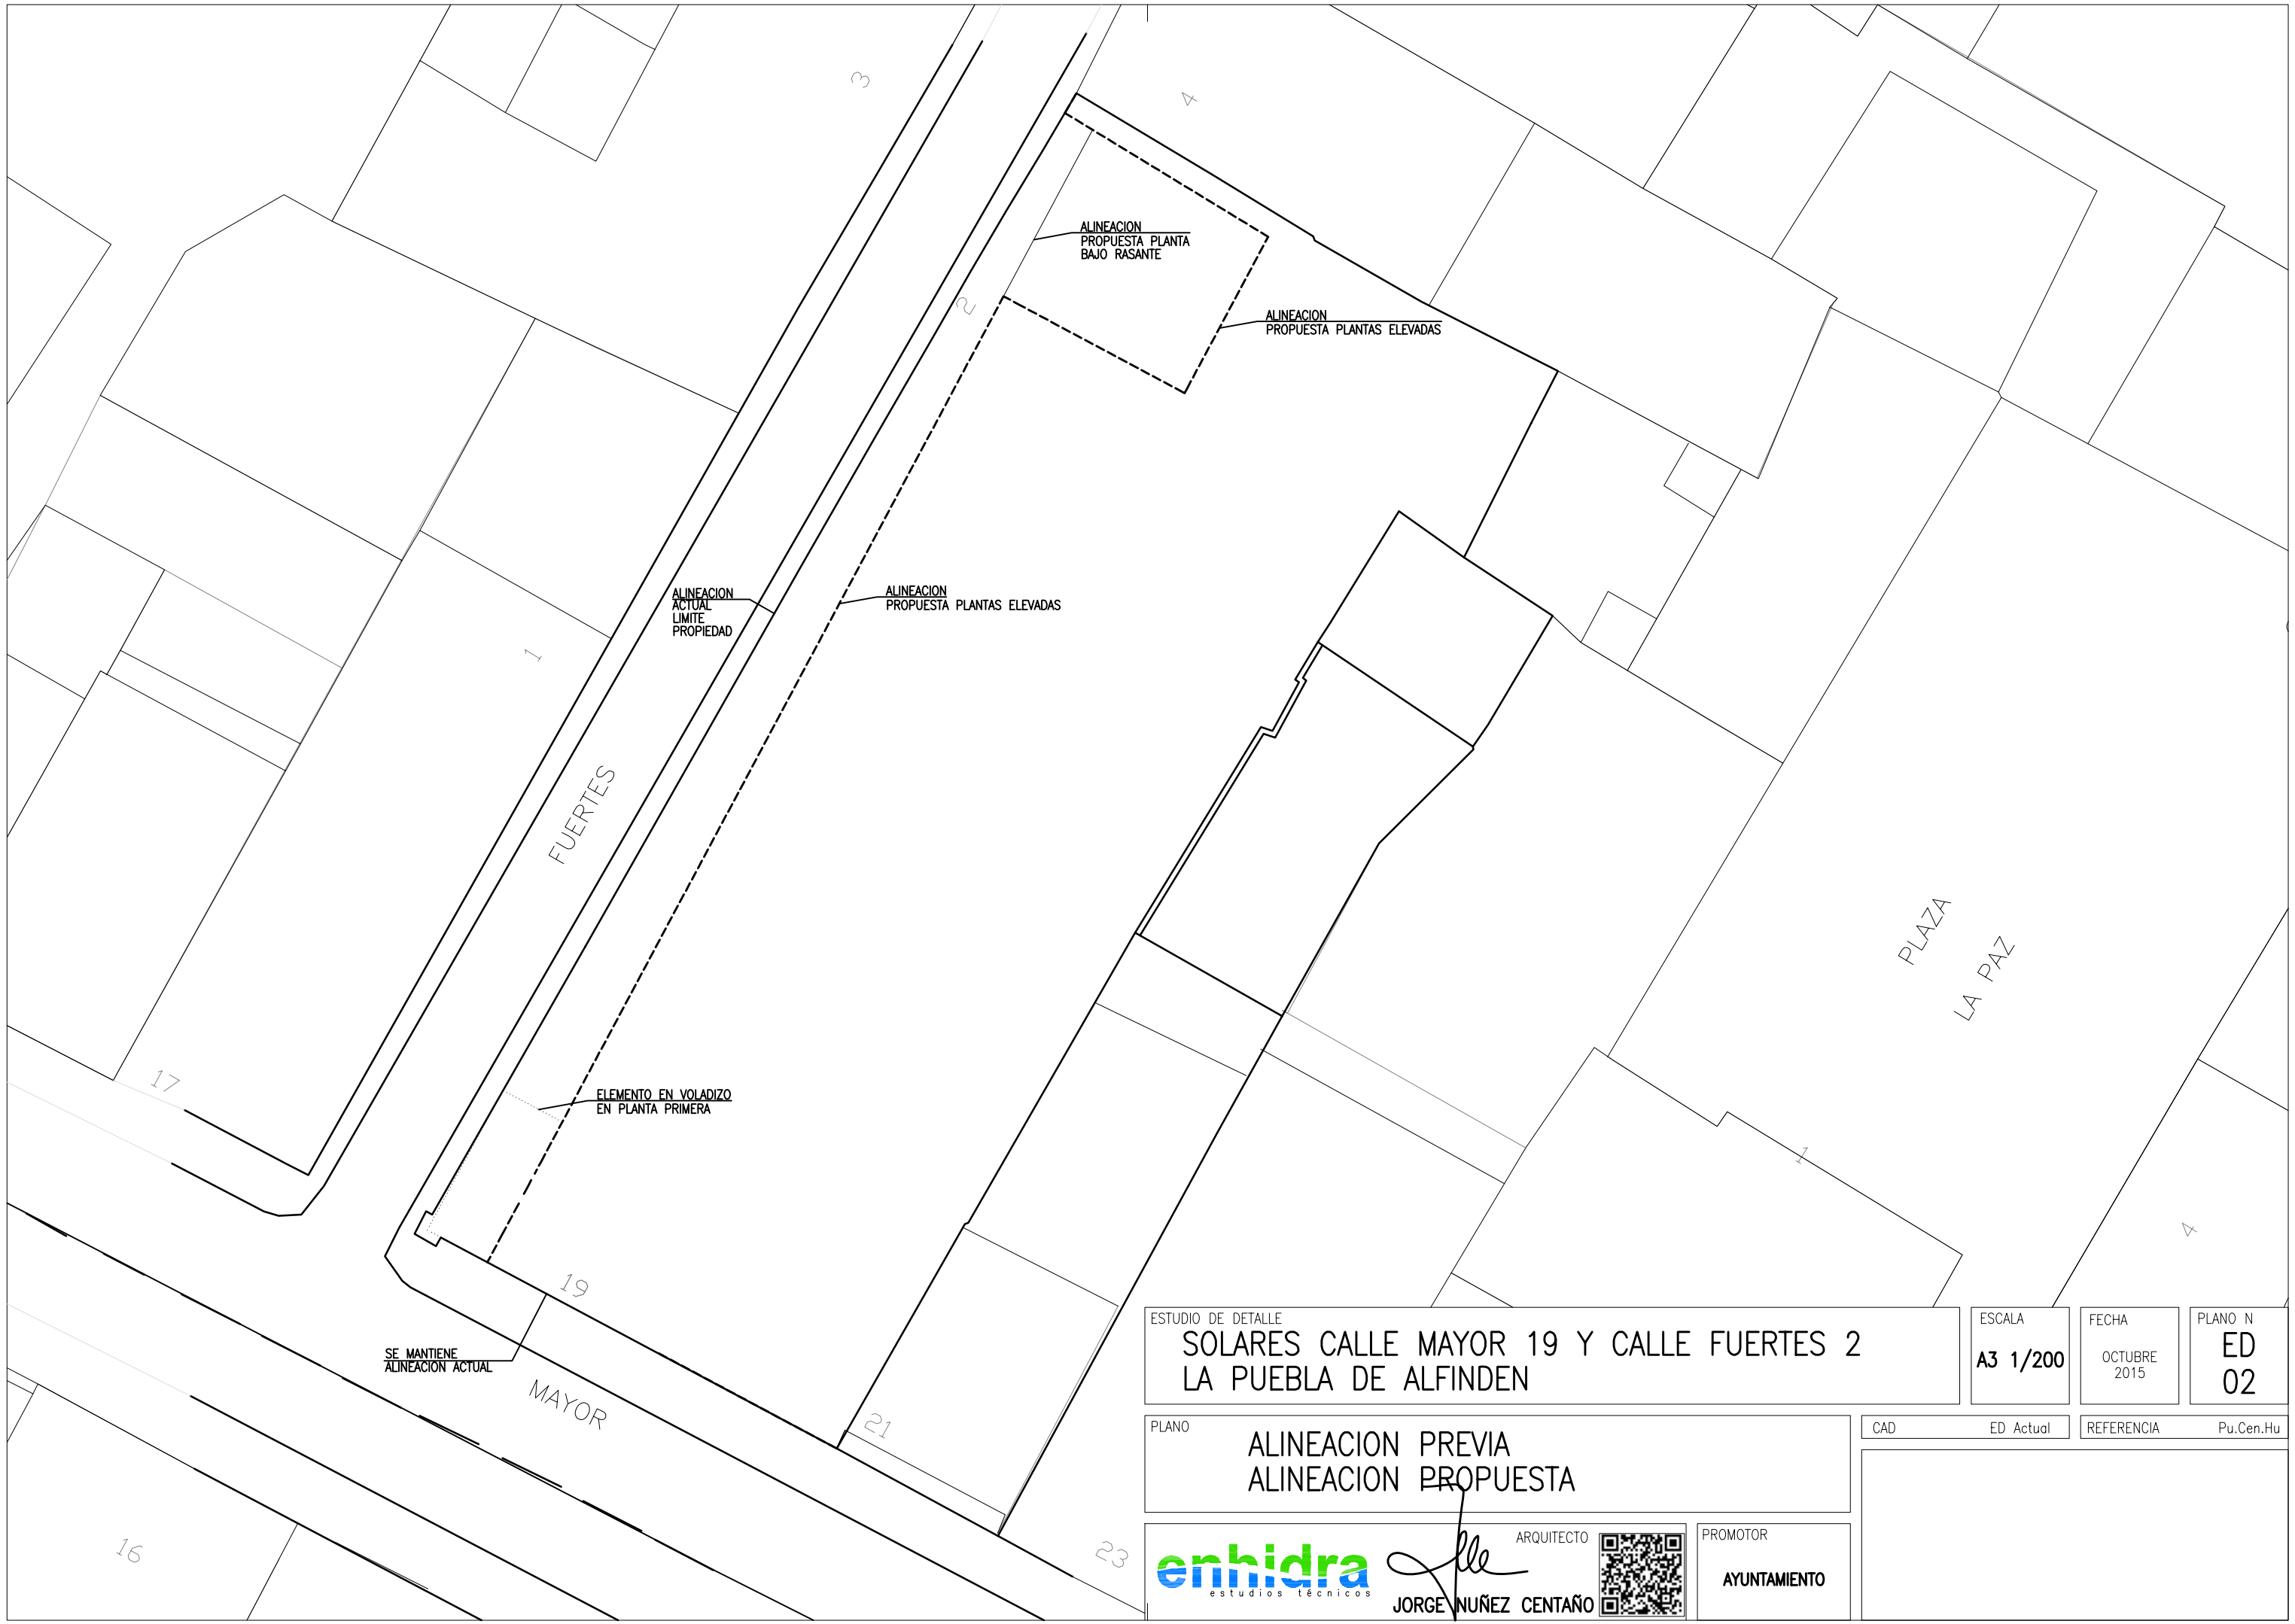 3
4
ALINEACION
PROPUESTA PLANTA
BAJO RASANTE
2
ALINEACION
PROPUESTA PLANTAS ELEVADAS
ALINEACION
ACTUAL
LIMITE
PROPIEDAD
ALINEACION
PROPUESTA PLANTAS ELEVADAS
1
FUERTES
PLAZA
LA PAZ
17
ELEMENTO EN VOLADIZO
EN PLANTA PRIMERA
1
4
19
SE MANTIENE
ALINEACION ACTUAL
MAYOR
21
16
23
ESTUDIO DE DETALLE
SOLARES CALLE MAYOR 19 Y CALLE FUERTES 2
LA PUEBLA DE ALFINDEN
ESCALA
A3 1/200
FECHA
OCTUBRE
2015
PLANO N
ED
02
PLANO
ALINEACION PREVIA
ALINEACION PROPUESTA
CAD ED Actual
REFERENCIA Pu.Cen.Hu
enhidra
estudios técnicos
ARQUITECTO
JORGE NUÑEZ CENTAÑO
PROMOTOR
AYUNTAMIENTO